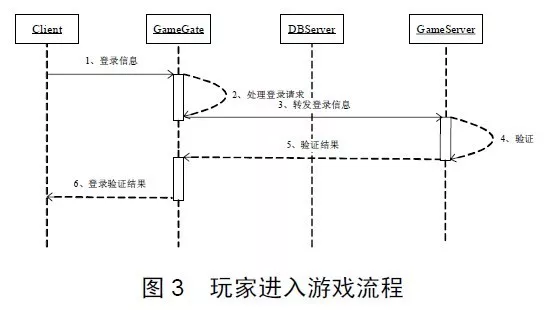 Client GameGate DBServer GameServer
1、登录信息
2、处理登录请求
3、转发登录信息
4、验证
5、验证结果
6、登录验证结果
图 3 玩家进入游戏流程